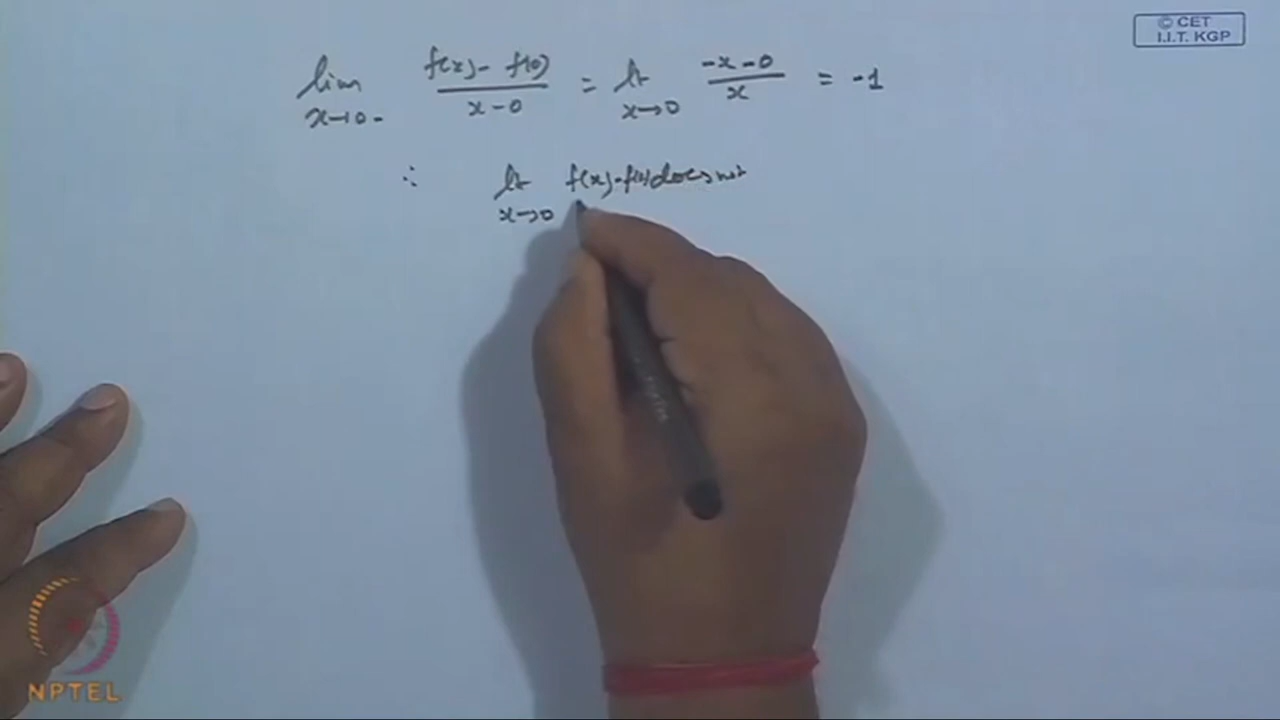 © CET
I.I.T. KGP
lim x→0- f(x) - f(0) / x-0 = lt x→0 -x-0 / x = -1
∴ lt x→0 f(x)-f(0) does not
NPTEL